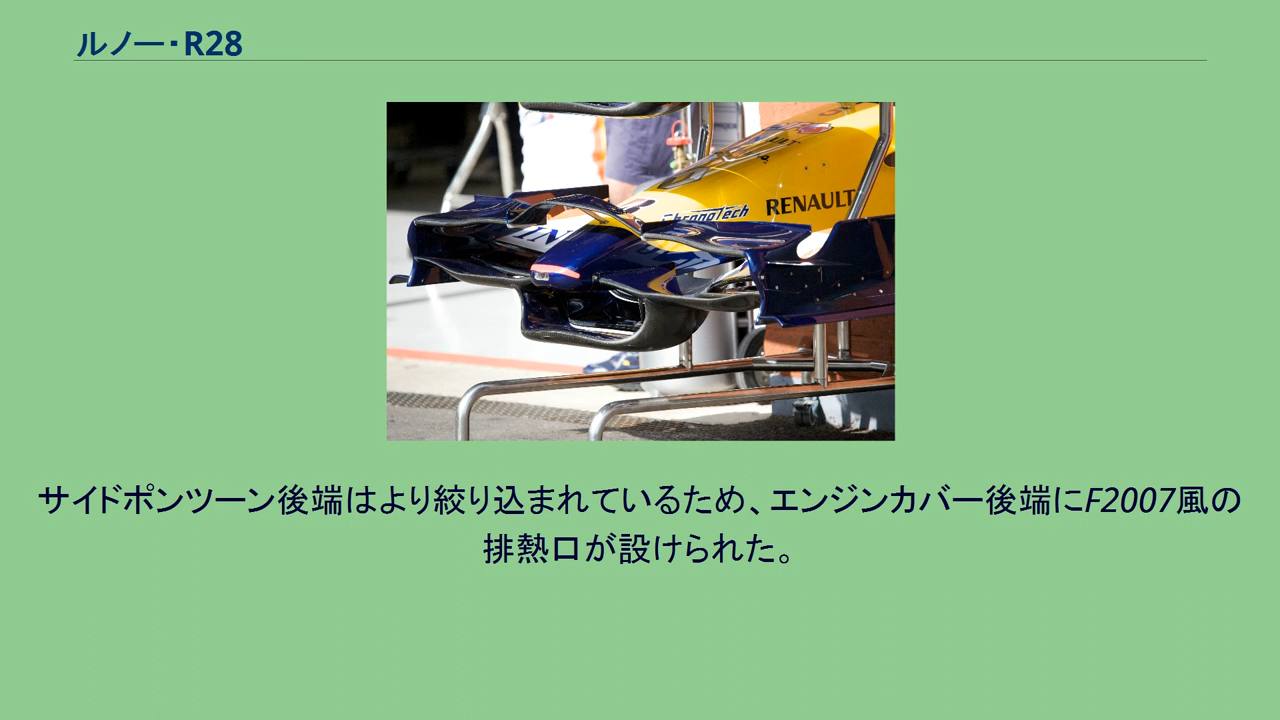 ルノー・R28
ChronoTech
RENAULT
IN
サイドポンツーン後端はより絞り込まれているため、エンジンカバー後端にF2007風の
排熱口が設けられた。